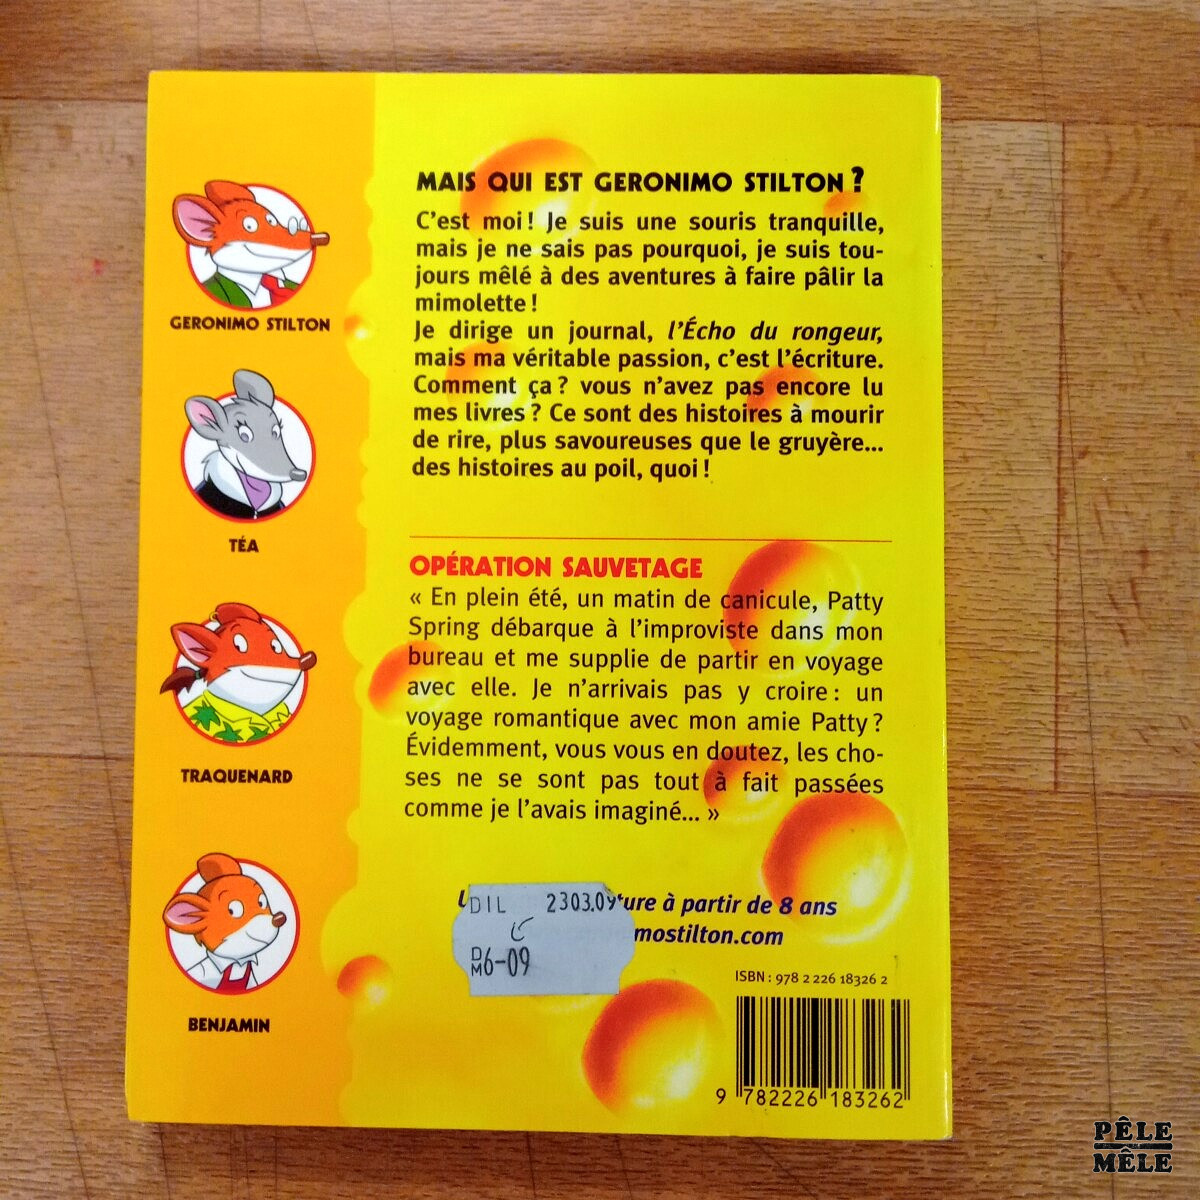 GERONIMO STILTON
TÉA
TRAQUENARD
BENJAMIN
MAIS QUI EST GERONIMO STILTON ?
C'est moi ! Je suis une souris tranquille,
mais je ne sais pas pourquoi, je suis tou-
jours mêlé à des aventures à faire pâlir la
mimolette !
Je dirige un journal, l'Écho du rongeur,
mais ma véritable passion, c'est l'écriture.
Comment ça ? vous n'avez pas encore lu
mes livres ? Ce sont des histoires à mourir
de rire, plus savoureuses que le gruyère...
des histoires au poil, quoi !
OPÉRATION SAUVETAGE
« En plein été, un matin de canicule, Patty
Spring débarque à l'improviste dans mon
bureau et me supplie de partir en voyage
avec elle. Je n'arrivais pas y croire : un
voyage romantique avec mon amie Patty ?
Évidemment, vous vous en doutez, les cho-
ses ne se sont pas tout à fait passées
comme je l'avais imaginé... »
ture à partir de 8 ans
mostilton.com
DIL 2303.09
DM 6-09
ISBN : 978 2 226 18326 2
9 782226 183262
PÊLE
MÊLE